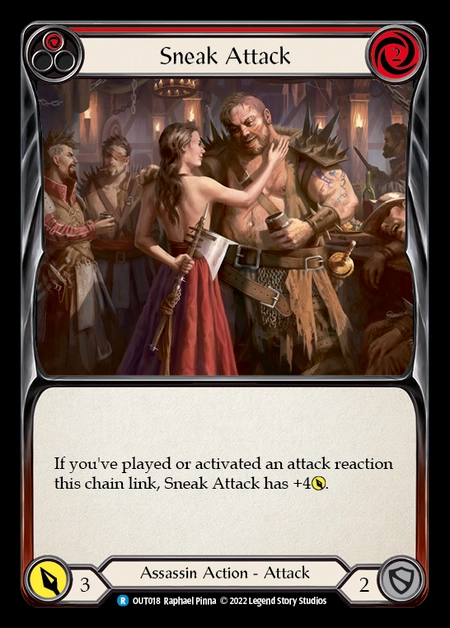 Sneak Attack
2
If you've played or activated an attack reaction
this chain link, Sneak Attack has +4.
3
Assassin Action - Attack
2
R OUT018 Raphael Pinna © 2022 Legend Story Studios